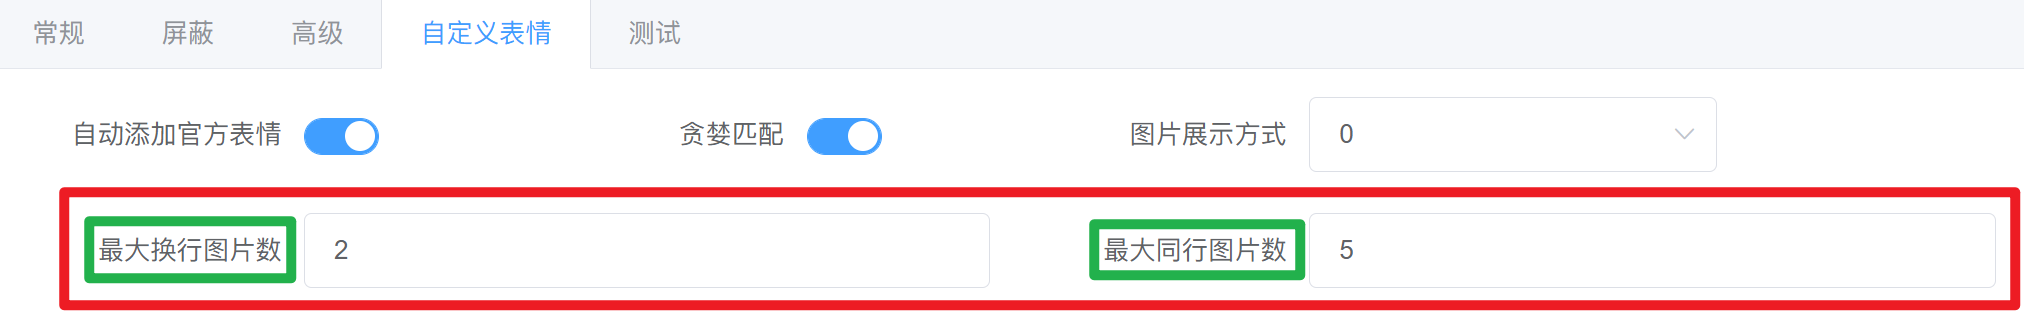 常规 屏蔽 高级 自定义表情 测试
自动添加官方表情 贪婪匹配 图片展示方式 0
最大换行图片数 2 最大同行图片数 5